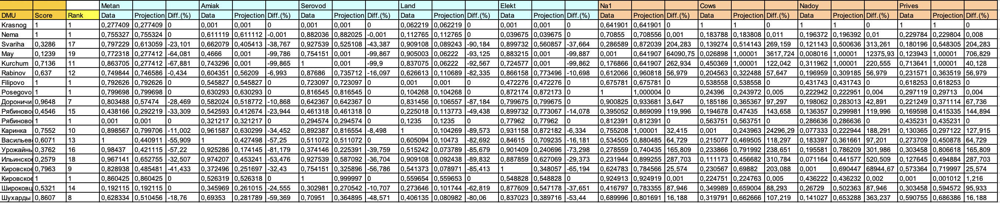 Metan Amiak Serovod Land Elekt Na1 Cows Nadoy Prives
DMU Score Rank Data Projection Diff.(%) Data Projection Diff.(%) Data Projection Diff.(%) Data Projection Diff.(%) Data Projection Diff.(%) Data Projection Diff.(%) Data Projection Diff.(%) Data Projection Diff.(%) Data Projection Diff.(%)
Krasnog 1 1 0,277409 0,277409 0 0,001 0,001 0 0,001 0,001 0 0,062219 0,062219 0 0,001 0,001 0 0,641901 0,641901 0 1 1 0 1 1 0 1 1 0
Nema 1 1 0,755327 0,755324 0 0,611119 0,611112 -0,001 0,882036 0,882025 -0,001 0,112765 0,112765 0 0,039675 0,039675 0 0,70855 0,708556 0,001 0,183788 0,183808 0,011 0,196372 0,196392 0,01 0,229784 0,229804 0,008
Svariha 0,3286 17 0,797229 0,613059 -23,101 0,662079 0,405413 -38,767 0,927539 0,525108 -43,387 0,909108 0,089243 -90,184 0,899732 0,560857 -37,664 0,286589 0,872039 204,283 0,139274 0,514143 269,159 0,121143 0,500636 313,261 0,180196 0,548305 204,283
May 0,1239 19 0,772318 0,277412 -64,081 0,4666 0,001 -99,786 0,754151 0,001 -99,867 0,905003 0,06222 -93,125 0,883215 0,001 -99,887 0,001 0,641907 64090,75 0,026898 1,00001 3617,724 0,008016 1,00001 12375,93 0,123943 1,00001 706,829
Kurchum 0,7136 11 0,863705 0,277412 -67,881 0,743296 0,001 -99,865 1 0,001 -99,9 0,837075 0,06222 -92,567 0,724577 0,001 -99,862 0,176866 0,641907 262,934 0,450369 1,00001 122,042 0,311962 1,00001 220,555 0,713641 1,00001 40,128
Rabinov 0,637 12 0,749844 0,746586 -0,434 0,604351 0,56209 -6,993 0,87686 0,735712 -16,097 0,626613 0,110689 -82,335 0,866158 0,773496 -10,698 0,612066 0,960818 56,979 0,204563 0,322488 57,647 0,196959 0,309185 56,979 0,231571 0,363519 56,979
Filipovo 1 1 0,792626 0,792626 0 0,545827 0,545827 0 0,723097 0,723097 0 0,001 0,001 0 0,472276 0,472276 0 0,675781 0,675781 0 0,538558 0,538558 0 0,431743 0,431743 0 0,618253 0,618253 0
Posegovo 1 1 0,799698 0,799698 0 0,630293 0,630293 0 0,816545 0,816545 0 0,104268 0,104268 0 0,872174 0,872173 0 1 1,000004 0 0,24396 0,243972 0,005 0,222942 0,222951 0,004 0,297119 0,29713 0,004
Дороничи 0,9648 7 0,803488 0,57474 -28,469 0,582024 0,518772 -10,868 0,642367 0,642367 0 0,831456 0,106557 -87,184 0,799675 0,799675 0 0,900825 0,933681 3,647 0,185186 0,365367 97,297 0,198062 0,283013 42,891 0,221249 0,371114 67,736
Рябиново 0,4546 15 0,438166 0,292219 -33,309 0,542593 0,412674 -23,944 0,461318 0,461318 0 0,225018 0,113773 -49,438 0,899732 0,773067 -14,078 0,395052 0,869099 119,996 0,194678 0,47435 143,658 0,136357 0,299981 119,996 0,169598 0,415335 144,894
Рябиново 1 1 0,001 0,001 0 0,321217 0,321217 0 0,294574 0,294574 0 0,1235 0,1235 0 0,77962 0,77962 0 0,812391 0,812391 0 0,563751 0,563751 0 0,286636 0,286636 0 0,435231 0,435231 0
Каринка 0,7552 10 0,898567 0,799706 -11,002 0,961587 0,630299 -34,452 0,892387 0,816554 -8,498 1 0,104269 -89,573 0,931158 0,872182 -6,334 0,755208 1,00001 32,415 0,001 0,243963 24296,29 0,077333 0,222944 188,291 0,130365 0,297122 127,915
Васильев 0,6071 13 1 0,440911 -55,909 1 0,427498 -57,25 0,511072 0,511072 0 0,605094 0,10473 -82,692 0,84615 0,709235 -16,181 0,534505 0,880485 64,729 0,215077 0,469505 118,297 0,183397 0,361661 97,201 0,273709 0,450878 64,729
Урожайны 0,3762 16 0,98437 0,421115 -57,22 0,925286 0,174145 -81,179 0,374146 0,225391 -39,759 0,515242 0,073789 -85,679 0,901409 0,240696 -73,298 0,278559 0,740435 165,809 0,233866 0,791992 238,651 0,195581 0,786209 301,986 0,303458 0,806618 165,809
Ильинское 0,2579 18 0,967141 0,652755 -32,507 0,974207 0,453241 -53,476 0,927539 0,587092 -36,704 0,909108 0,092438 -89,832 0,887859 0,627069 -29,373 0,231944 0,899255 287,703 0,111173 0,456682 310,784 0,071164 0,441577 520,509 0,127645 0,494884 287,703
Кировское 0,7963 9 0,828938 0,485481 -41,433 0,372496 0,251697 -32,43 0,754151 0,325896 -56,786 0,541373 0,078971 -85,413 1 0,348057 -65,194 0,624783 0,784566 25,574 0,230567 0,69882 203,088 0,001 0,690447 68944,67 0,573364 0,719997 25,574
Кировское 1 1 0,860425 0,860425 0 0,526319 0,526318 0 1 0,999997 0 0,559654 0,559653 0 0,548828 0,548828 0 0,924913 0,924919 0,001 0,224751 0,224763 0,005 0,436222 0,436232 0,002 0,001 0,001012 1,216
Широковц 0,5321 14 0,192115 0,192115 0 0,345969 0,261015 -24,555 0,302981 0,270542 -10,707 0,273646 0,101744 -62,819 0,877609 0,547178 -37,651 0,416797 0,783355 87,946 0,349989 0,659004 88,293 0,26729 0,502363 87,946 0,303458 0,594572 95,933
Шухарды 0,8607 8 0,628334 0,510456 -18,76 0,69353 0,281789 -59,369 0,70951 0,364895 -48,571 0,406135 0,080982 -80,06 0,837023 0,389716 -53,44 0,689996 0,801691 16,188 0,319791 0,662666 107,219 0,141027 0,653288 363,237 0,590755 0,686386 16,188